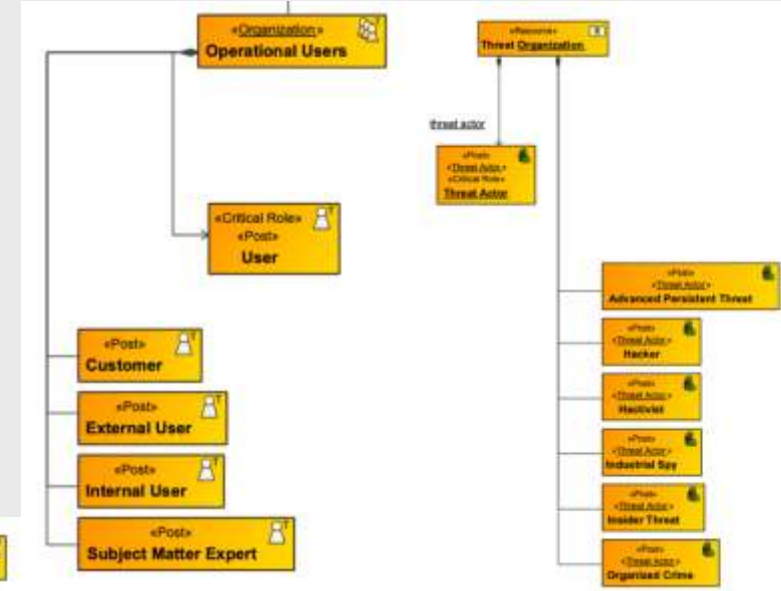 «Organization»
Operational Users
«Critical Role»
«Post»
User
«Post»
Customer
«Post»
External User
«Post»
Internal User
«Post»
Subject Matter Expert
«Resource»
Threat Organization
threat actor
«Post»
«Threat Actor»
«Critical Role»
Threat Actor
«Post»
«Threat Actor»
Advanced Persistent Threat
«Post»
«Threat Actor»
Hacker
«Post»
«Threat Actor»
Hactivist
«Post»
«Threat Actor»
Industrial Spy
«Post»
«Threat Actor»
Insider Threat
«Post»
«Threat Actor»
Organized Crime